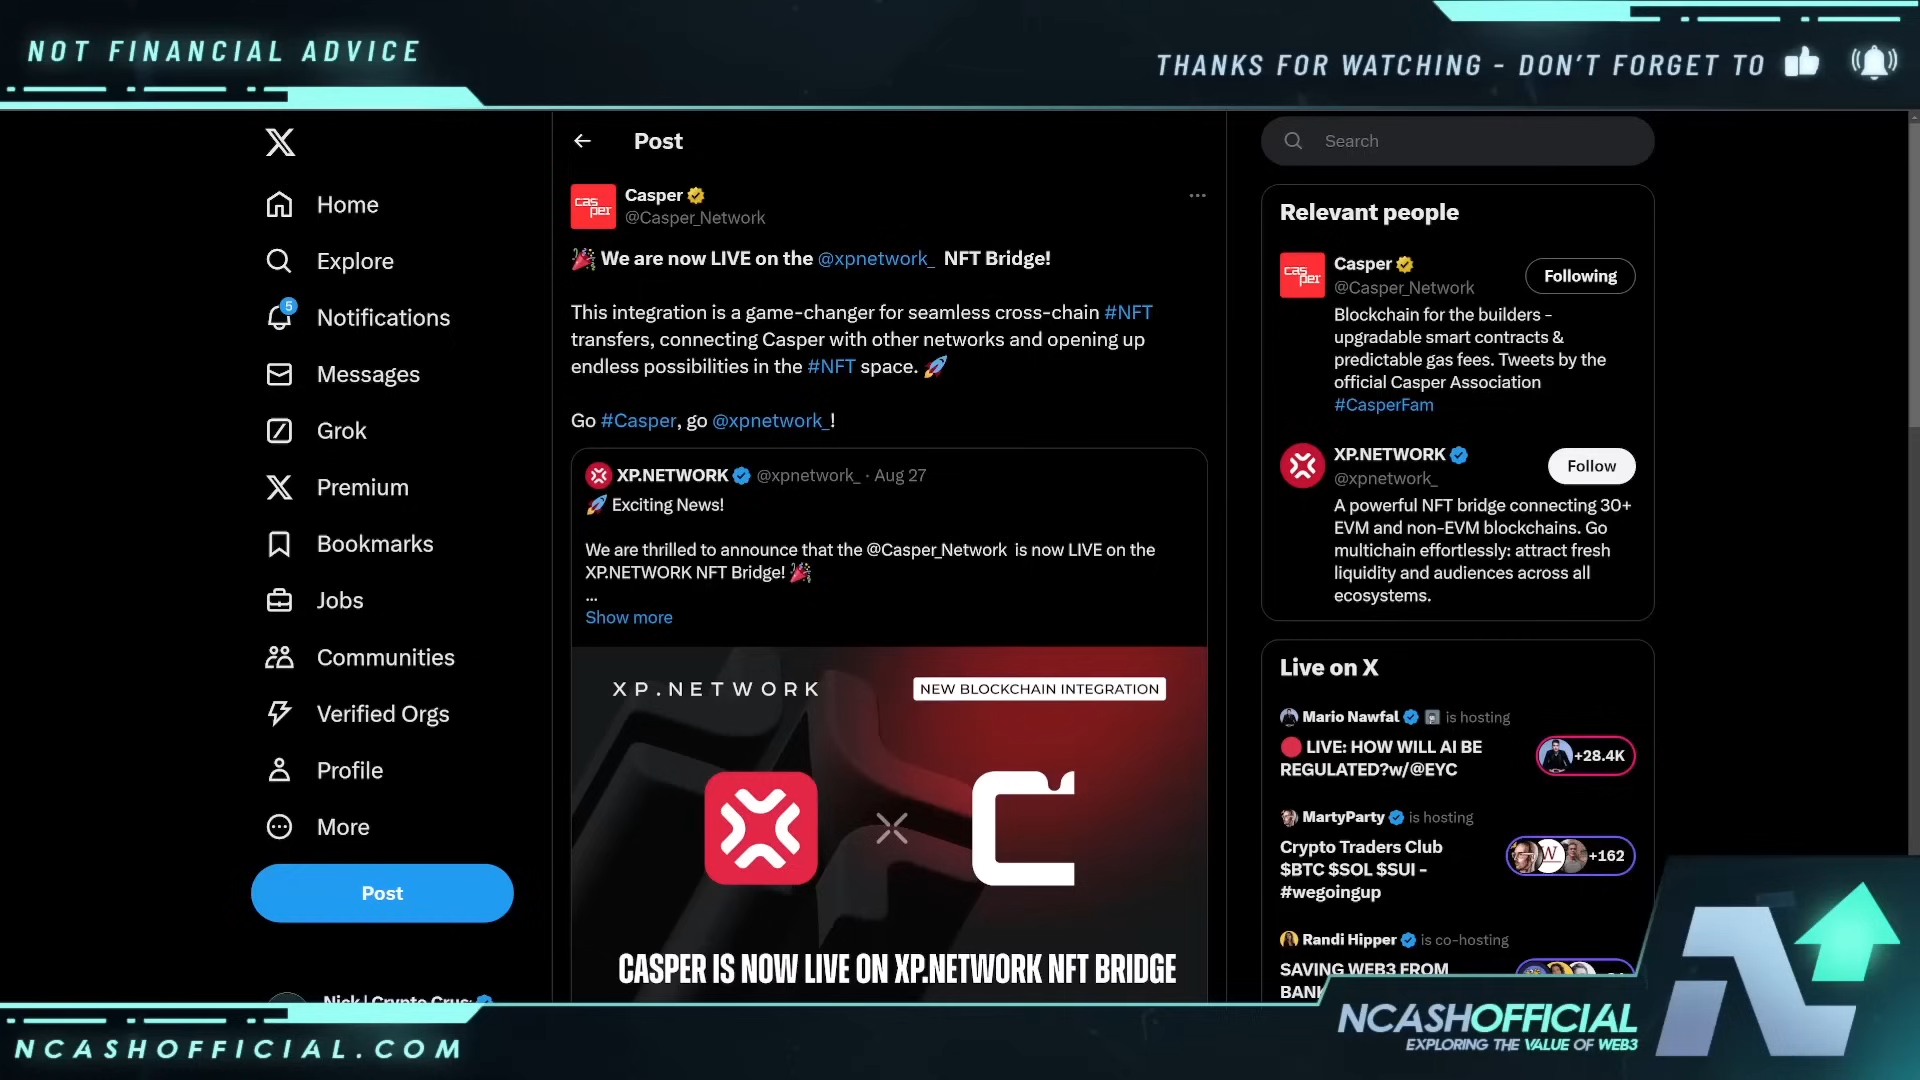 NOT FINANCIAL ADVICE
THANKS FOR WATCHING - DON'T FORGET TO
Home
Explore
5
Notifications
Messages
Grok
Premium
Bookmarks
Jobs
Communities
Verified Orgs
Profile
More
Post
Nick | Crypto Crus
Post
cas
per
Casper
@Casper_Network
🎉 We are now LIVE on the @xpnetwork_ NFT Bridge!
This integration is a game-changer for seamless cross-chain #NFT
transfers, connecting Casper with other networks and opening up
endless possibilities in the #NFT space. 🚀
Go #Casper, go @xpnetwork_!
XP.NETWORK @xpnetwork_ · Aug 27
🚀 Exciting News!
We are thrilled to announce that the @Casper_Network is now LIVE on the
XP.NETWORK NFT Bridge! 🎉
...
Show more
XP.NETWORK
NEW BLOCKCHAIN INTEGRATION
CASPER IS NOW LIVE ON XP.NETWORK NFT BRIDGE
Search
Relevant people
cas
per
Casper
@Casper_Network
Following
Blockchain for the builders -
upgradable smart contracts &
predictable gas fees. Tweets by the
official Casper Association
#CasperFam
XP.NETWORK
@xpnetwork_
Follow
A powerful NFT bridge connecting 30+
EVM and non-EVM blockchains. Go
multichain effortlessly: attract fresh
liquidity and audiences across all
ecosystems.
Live on X
Mario Nawfal is hosting
🔴 LIVE: HOW WILL AI BE
REGULATED?w/@EYC
+28.4K
MartyParty is hosting
Crypto Traders Club
$BTC $SOL $SUI -
#wegoingup
+162
Randi Hipper is co-hosting
SAVING WEB3 FROM
BANK
NCASHOFFICIAL
EXPLORING THE VALUE OF WEB3
NCASHOFFICIAL.COM